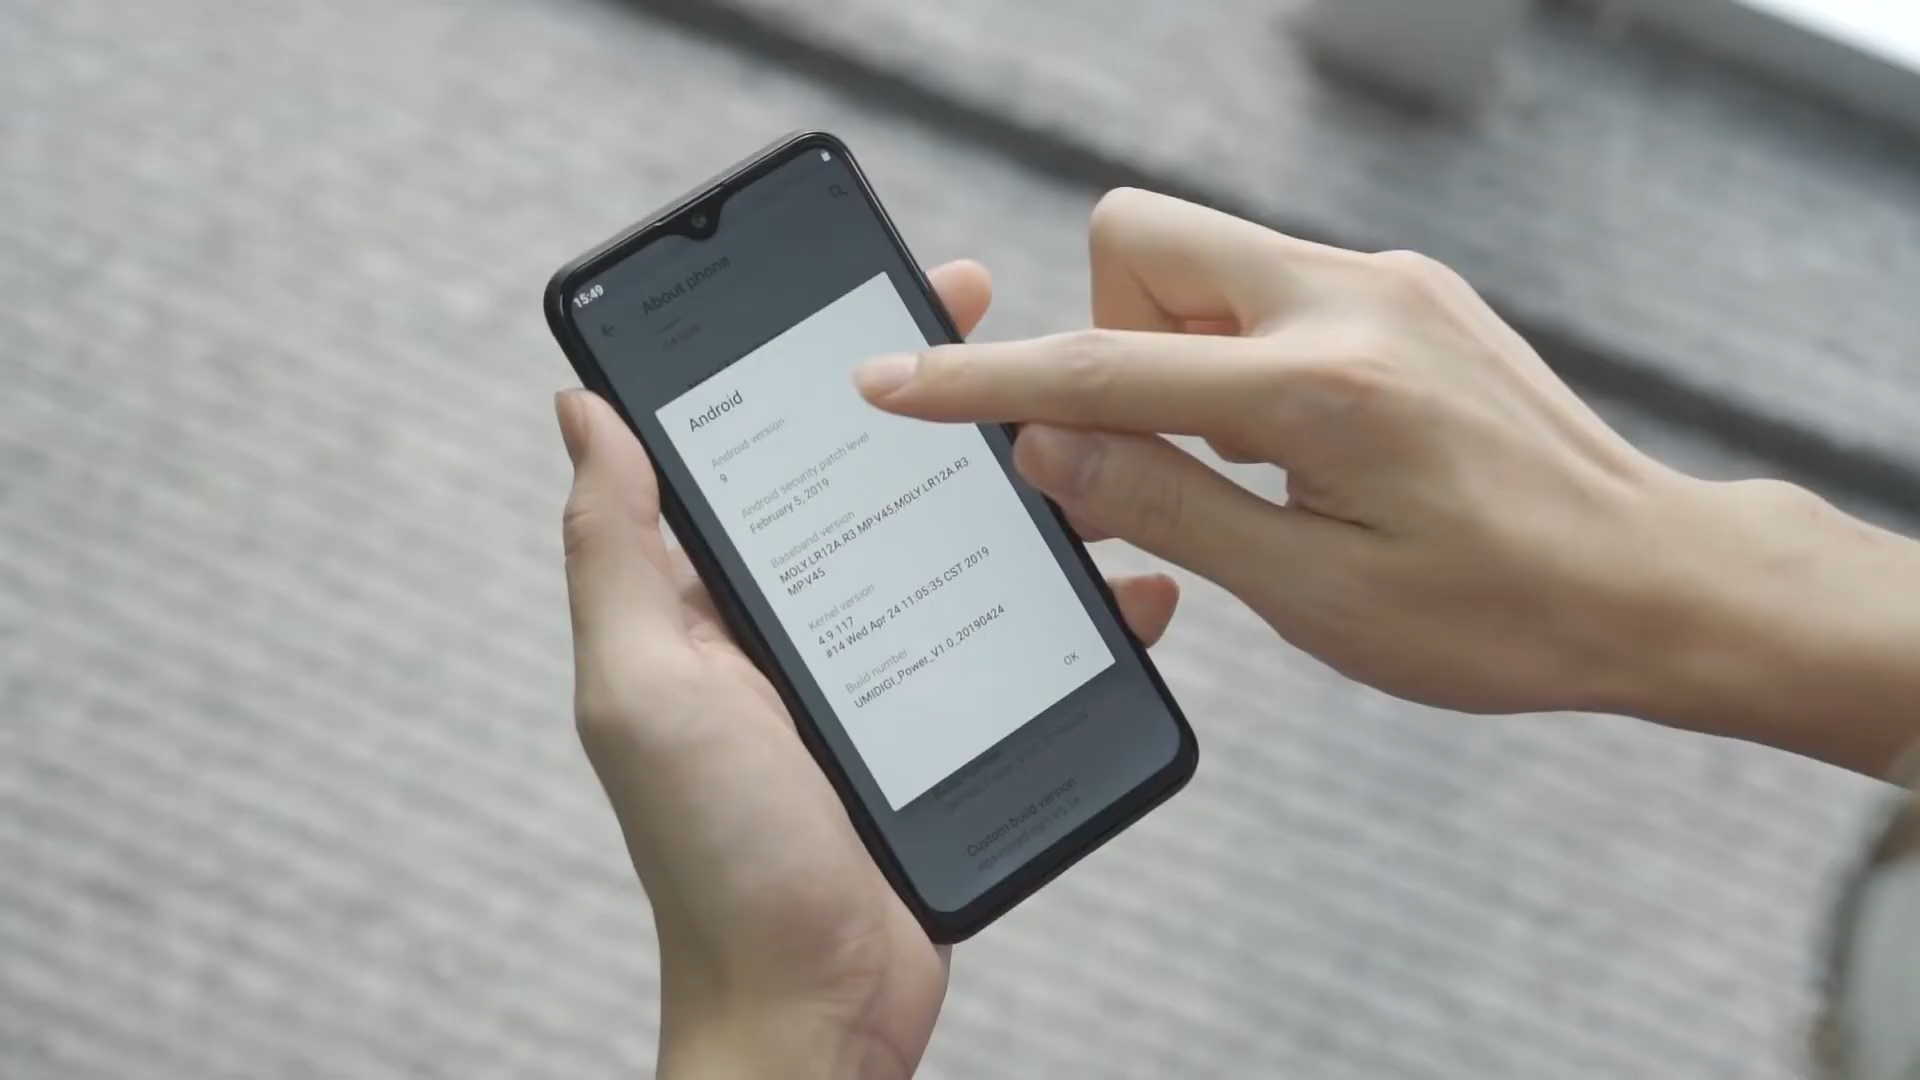 15:49
About phone
Android
Android version
9
Android security patch level
February 5, 2019
Baseband version
MOLY.LR12A.R3.MP.V45,MOLY.LR12A.R3.
MP.V45
Kernel version
4.9.117
#14 Wed Apr 24 11:05:35 CST 2019
Build number
UMIDIGI_Power_V1.0_20190424
OK
Custom build version